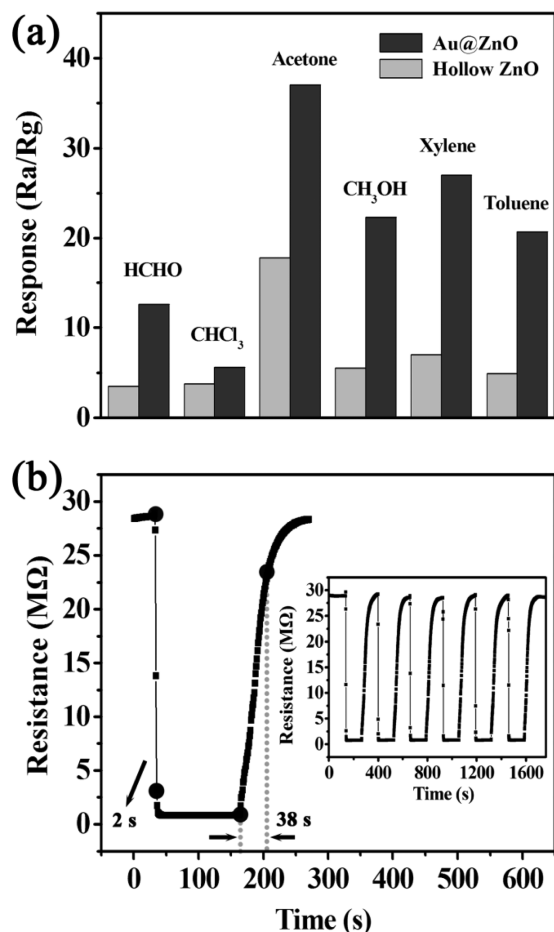 (a)
Au@ZnO
Hollow ZnO
Response (Ra/Rg)
40
30
20
10
0
HCHO
CHCl₃
Acetone
CH₃OH
Xylene
Toluene
(b)
Resistance (MΩ)
30
25
20
15
10
5
0
2 s
38 s
0 100 200 300 400 500 600
Time (s)
Resistance (MΩ)
30
25
20
15
10
5
0
0 400 800 1200 1600
Time (s)